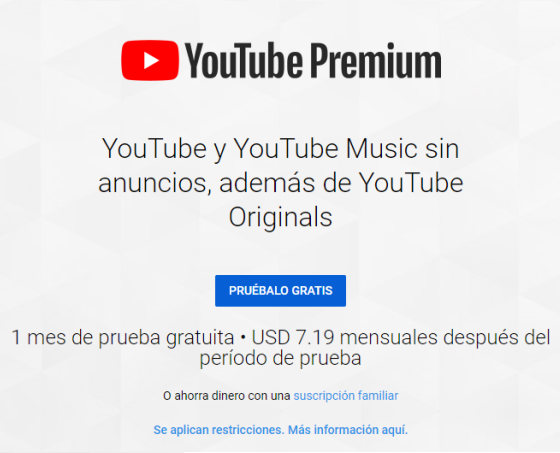 YouTube Premium
YouTube y YouTube Music sin
anuncios, además de YouTube
Originals
PRUÉBALO GRATIS
1 mes de prueba gratuita • USD 7.19 mensuales después del
período de prueba
O ahorra dinero con una suscripción familiar
Se aplican restricciones. Más información aquí.